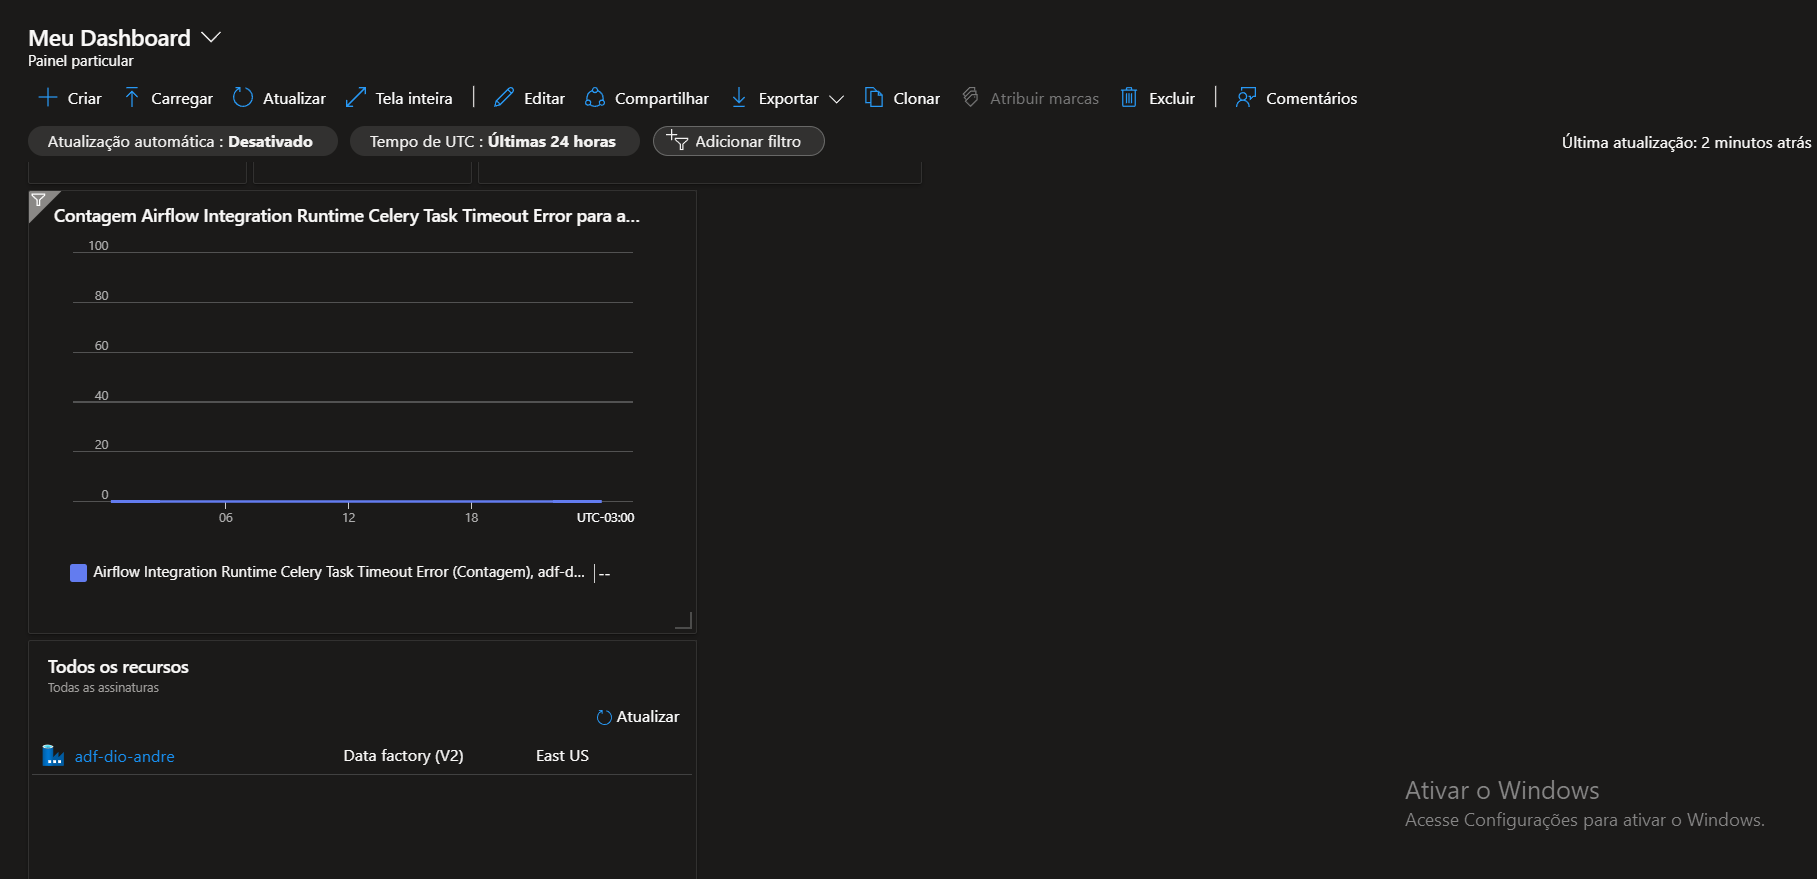 Meu Dashboard
Painel particular
Criar Carregar Atualizar Tela inteira Editar Compartilhar Exportar Clonar Atribuir marcas Excluir Comentários
Atualização automática : Desativado Tempo de UTC : Últimas 24 horas Adicionar filtro Última atualização: 2 minutos atrás
Contagem Airflow Integration Runtime Celery Task Timeout Error para a...
100
80
60
40
20
0
06 12 18 UTC-03:00
Airflow Integration Runtime Celery Task Timeout Error (Contagem), adf-d... --
Todos os recursos
Todas as assinaturas
Atualizar
adf-dio-andre Data factory (V2) East US
Ativar o Windows
Acesse Configurações para ativar o Windows.